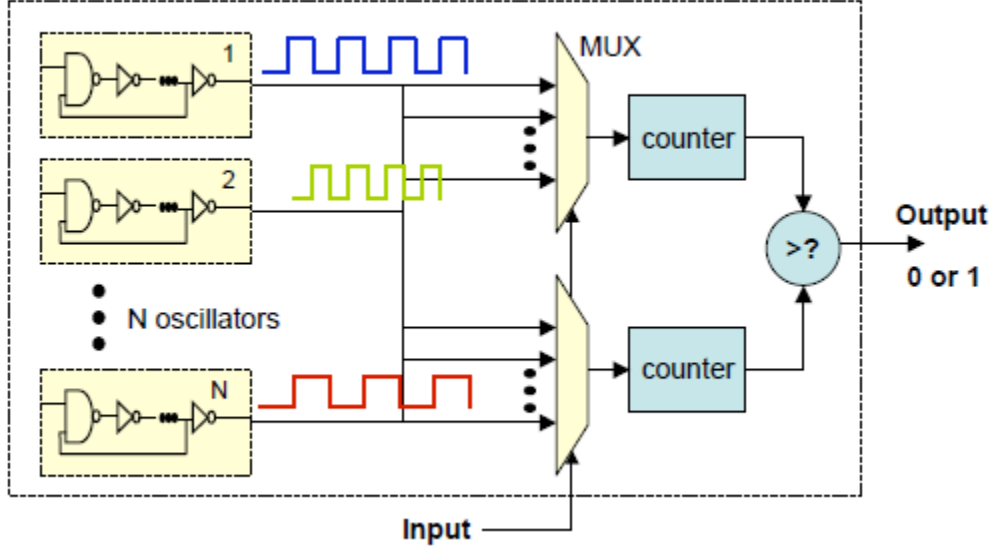 1
MUX
counter
2
Output
>?
0 or 1
N oscillators
counter
N
Input